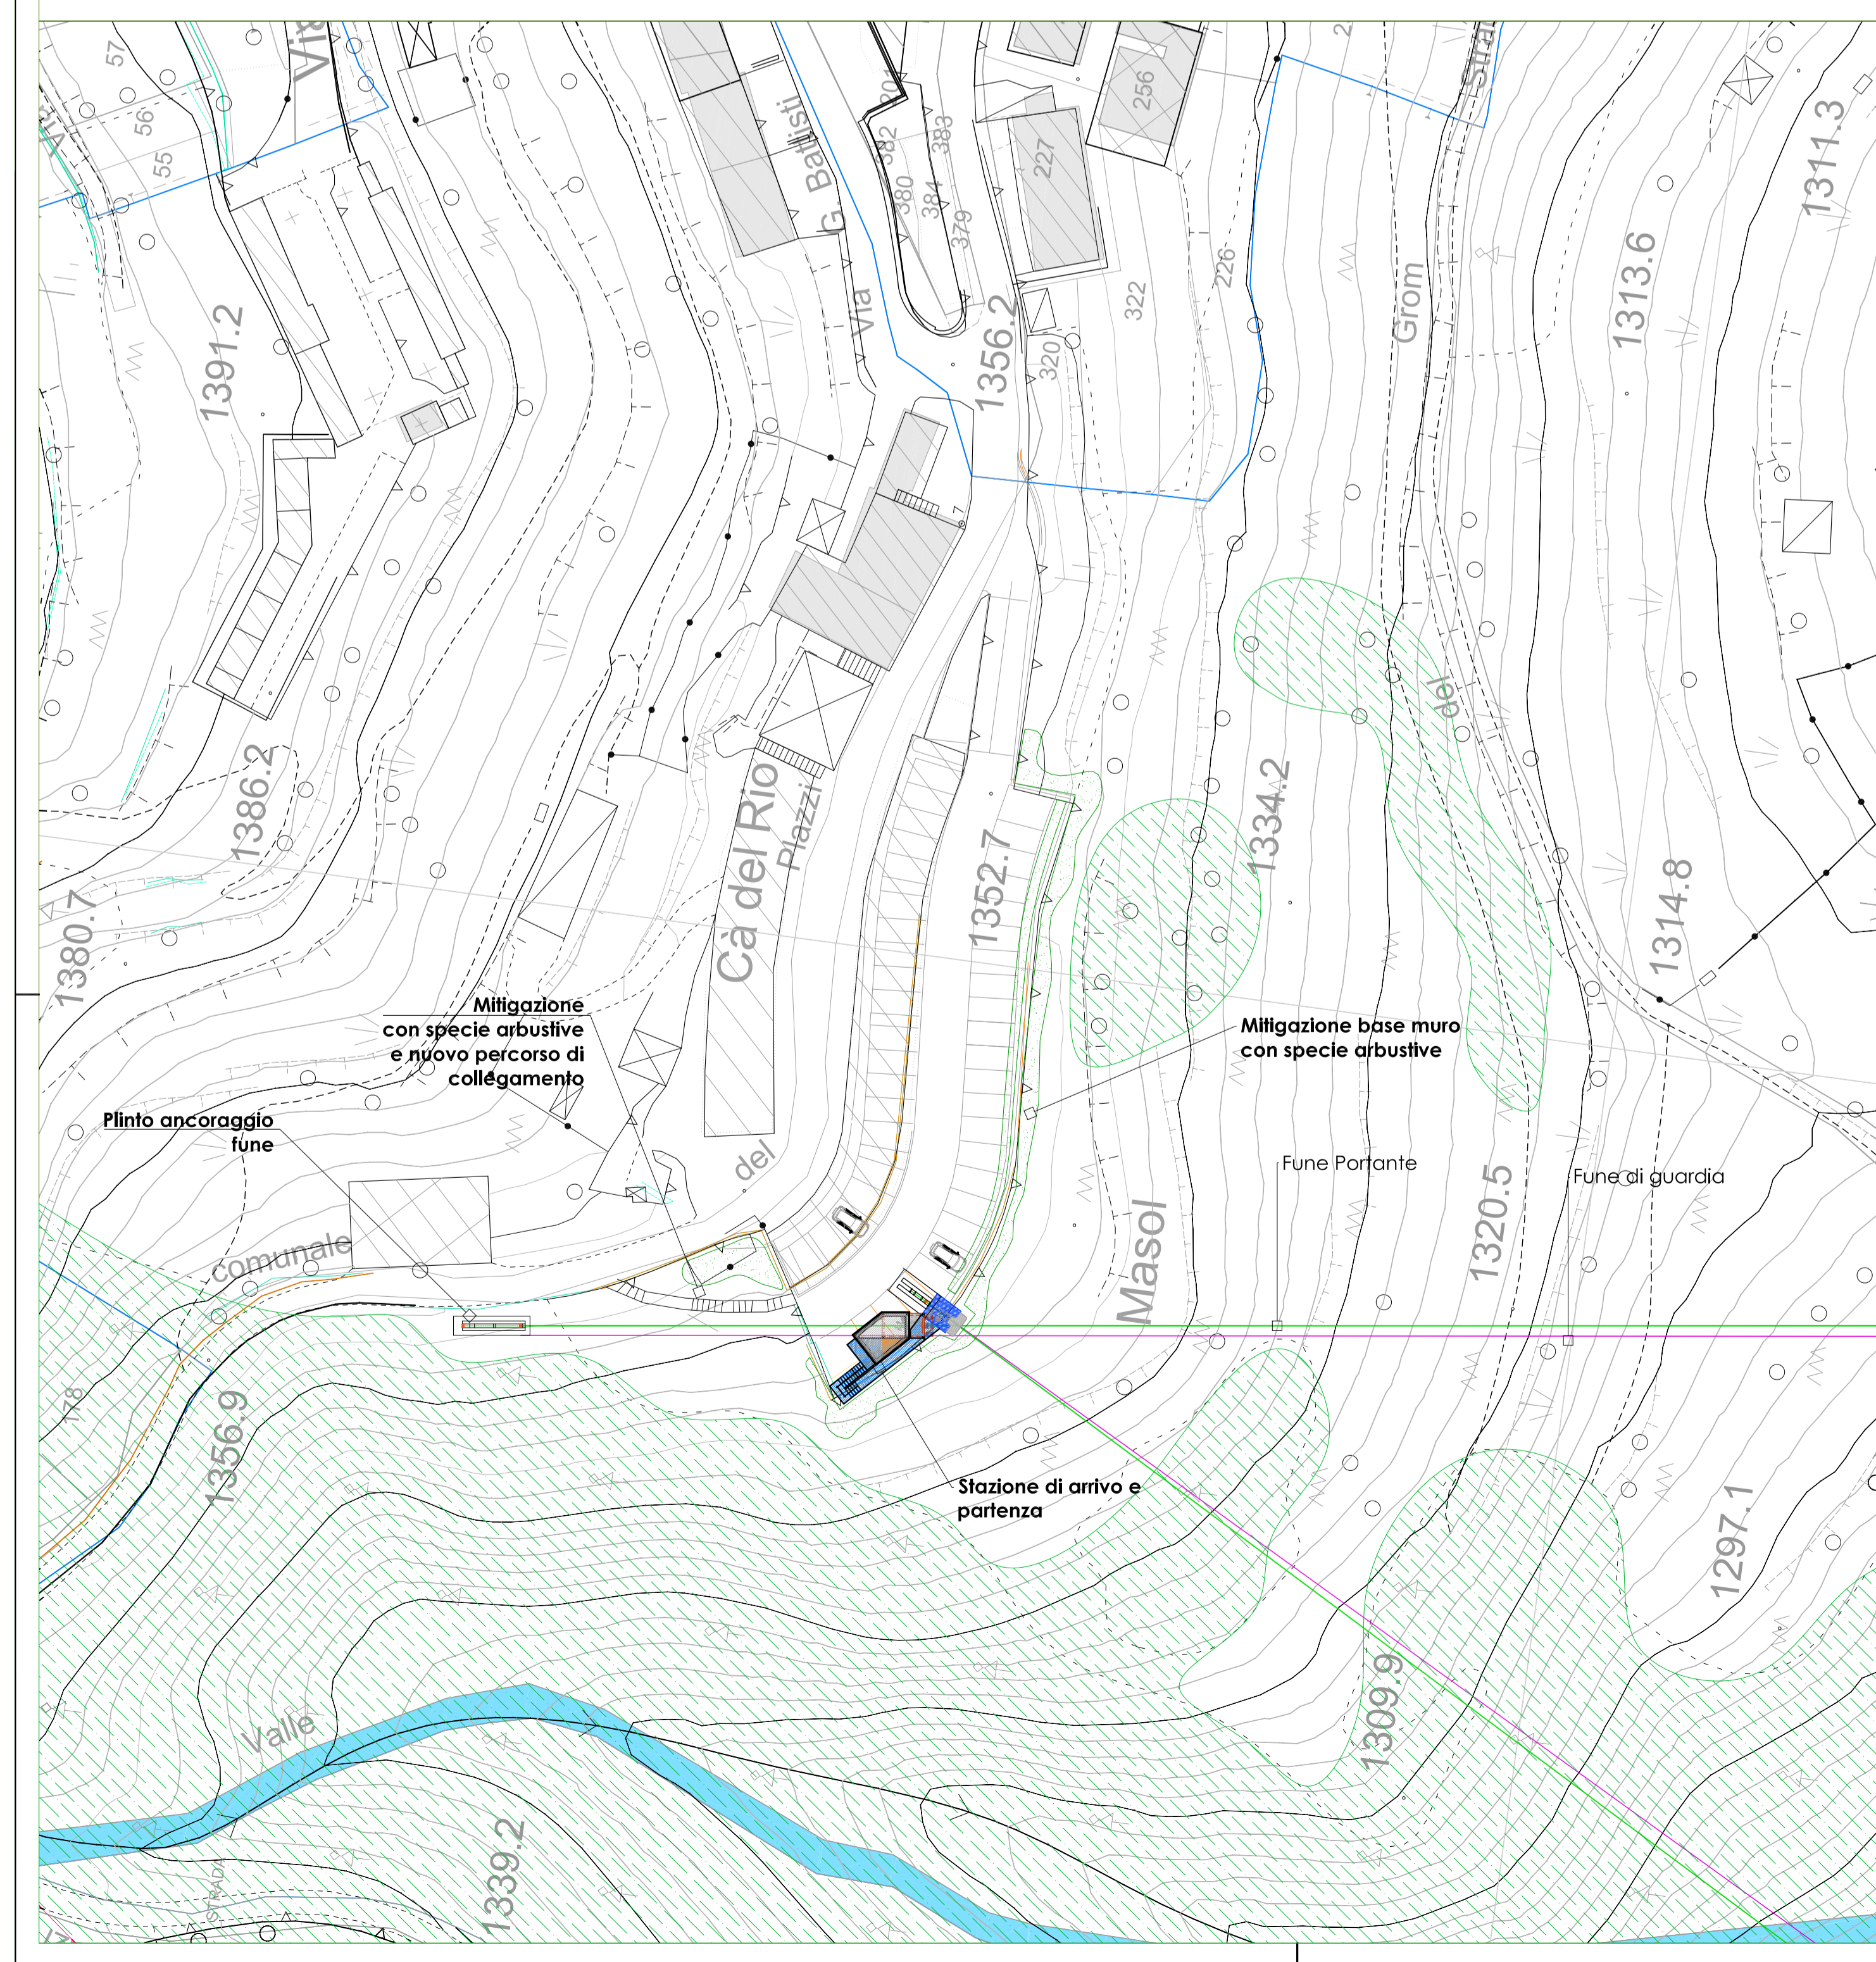 57
56
55
Via
G. Battisti
Via
201
382
383
380
384
379
256
227
226
322
320
1391.2
1356.2
Grom
1313.6
1311.3
1386.2
1380.7
Cà del Rio
Plazzi
1352.7
1334.2
del
1314.8
Mitigazione
con specie arbustive
e nuovo percorso di
collegamento
Plinto ancoraggio
fune
Mitigazione base muro
con specie arbustive
Fune Portante
Fune di guardia
del
comunale
Masol
1320.5
178
1356.9
Stazione di arrivo e
partenza
1297.1
1309.9
Valle
STRADA
1339.2